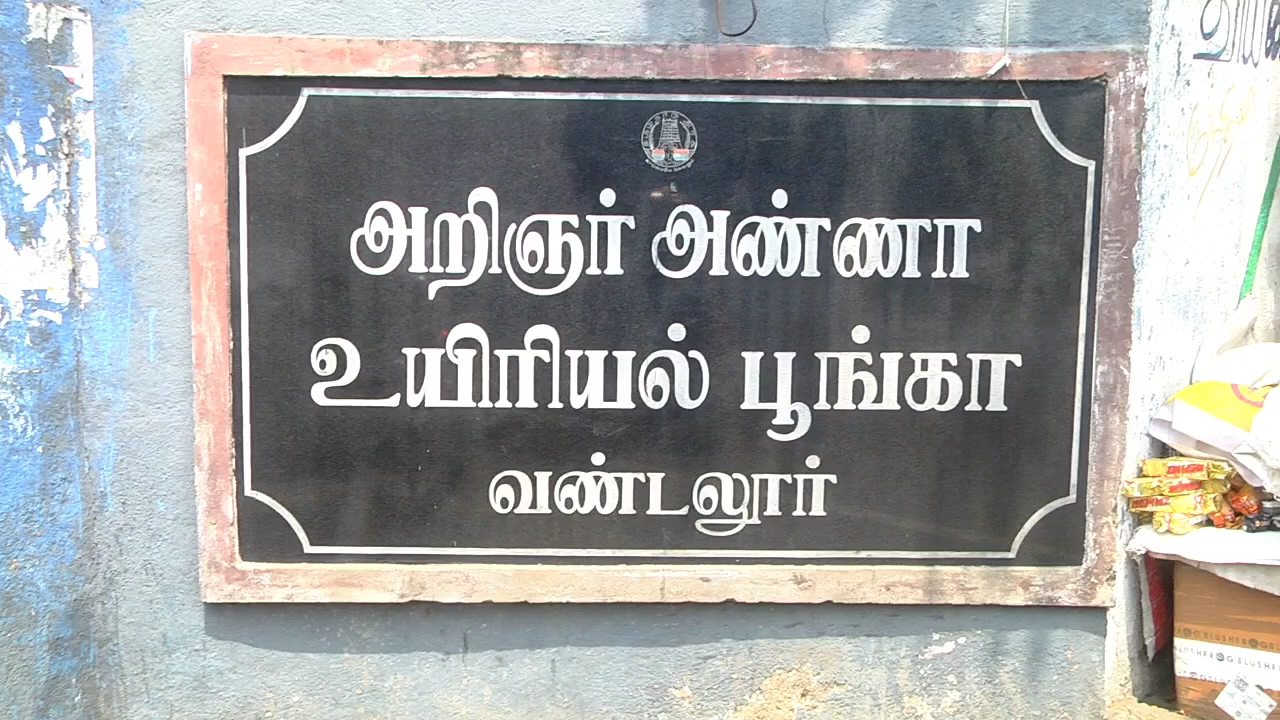 அறிஞர் அண்ணா
உயிரியல் பூங்கா
வண்டலூர்